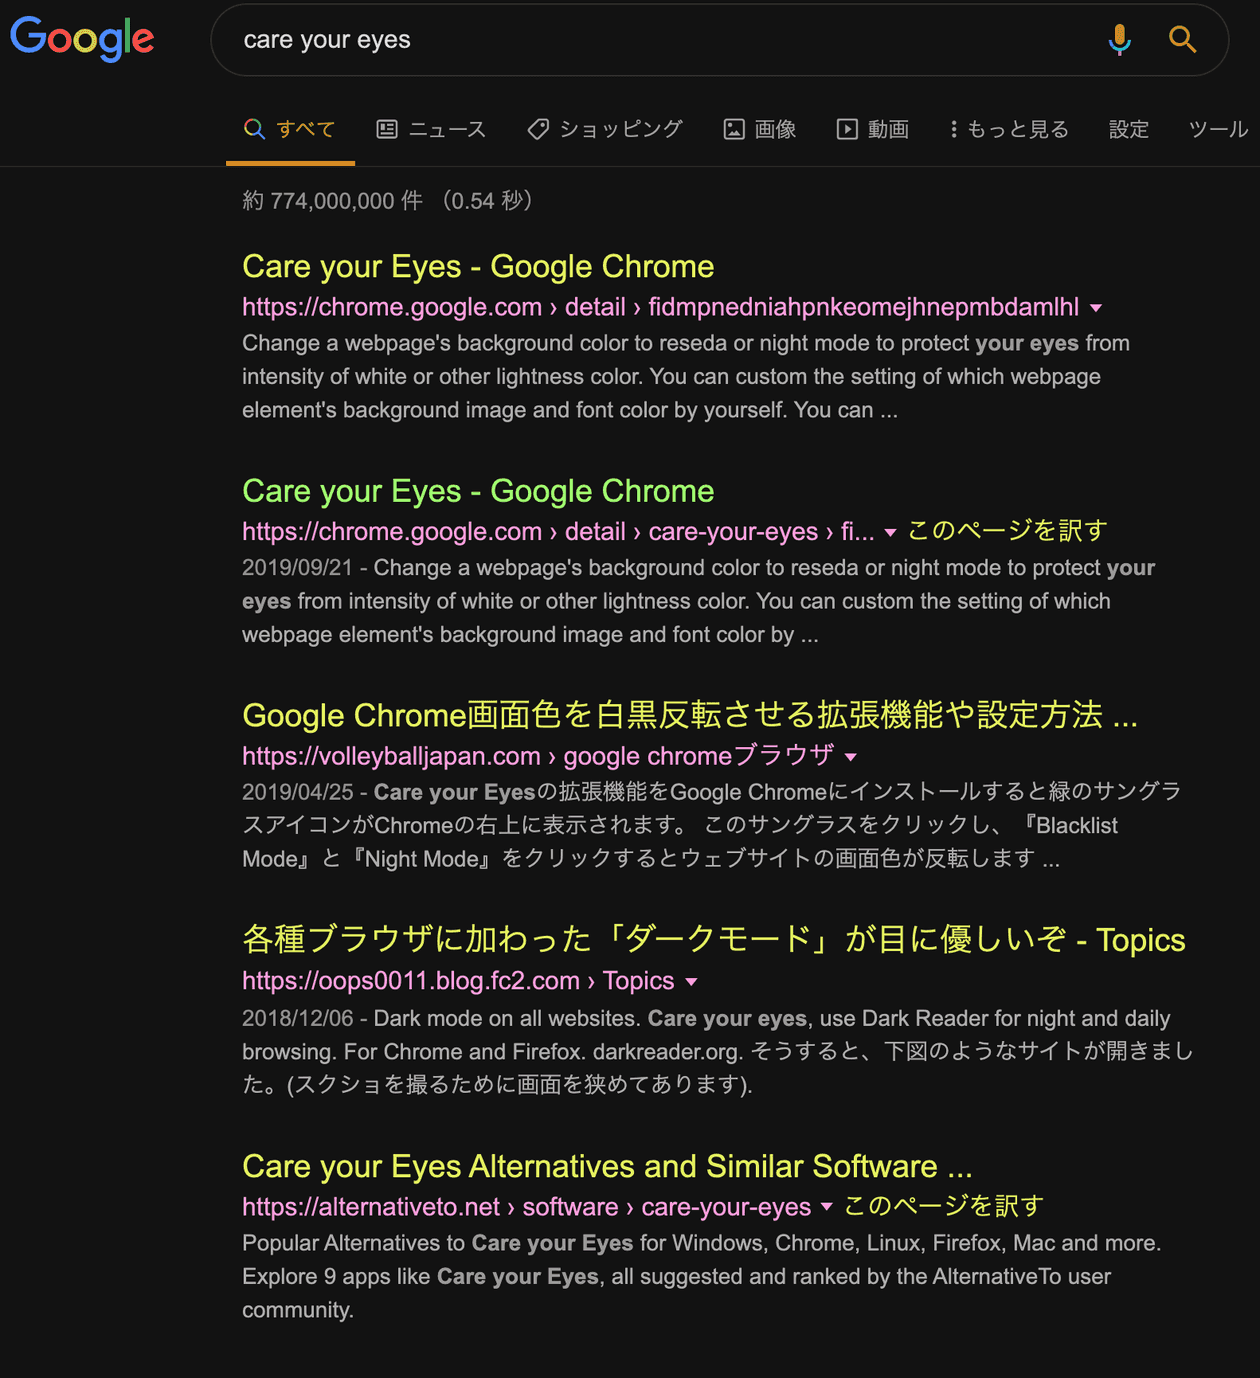 Google
care your eyes
すべて ニュース ショッピング 画像 動画 もっと見る 設定 ツール
約 774,000,000 件 （0.54 秒）
Care your Eyes - Google Chrome
https://chrome.google.com › detail › fidmpnedniahpnkeomejhnepmbdamlhl
Change a webpage's background color to reseda or night mode to protect your eyes from
intensity of white or other lightness color. You can custom the setting of which webpage
element's background image and font color by yourself. You can ...
Care your Eyes - Google Chrome
https://chrome.google.com › detail › care-your-eyes › fi... このページを訳す
2019/09/21 - Change a webpage's background color to reseda or night mode to protect your
eyes from intensity of white or other lightness color. You can custom the setting of which
webpage element's background image and font color by ...
Google Chrome画面色を白黒反転させる拡張機能や設定方法 ...
https://volleyballjapan.com › google chromeブラウザ
2019/04/25 - Care your Eyesの拡張機能をGoogle Chromeにインストールすると緑のサングラ
スアイコンがChromeの右上に表示されます。 このサングラスをクリックし、『Blacklist
Mode』と『Night Mode』をクリックするとウェブサイトの画面色が反転します ...
各種ブラウザに加わった「ダークモード」が目に優しいぞ - Topics
https://oops0011.blog.fc2.com › Topics
2018/12/06 - Dark mode on all websites. Care your eyes, use Dark Reader for night and daily
browsing. For Chrome and Firefox. darkreader.org. そうすると、下図のようなサイトが開きまし
た。(スクショを撮るために画面を狭めてあります).
Care your Eyes Alternatives and Similar Software ...
https://alternativeto.net › software › care-your-eyes このページを訳す
Popular Alternatives to Care your Eyes for Windows, Chrome, Linux, Firefox, Mac and more.
Explore 9 apps like Care your Eyes, all suggested and ranked by the AlternativeTo user
community.